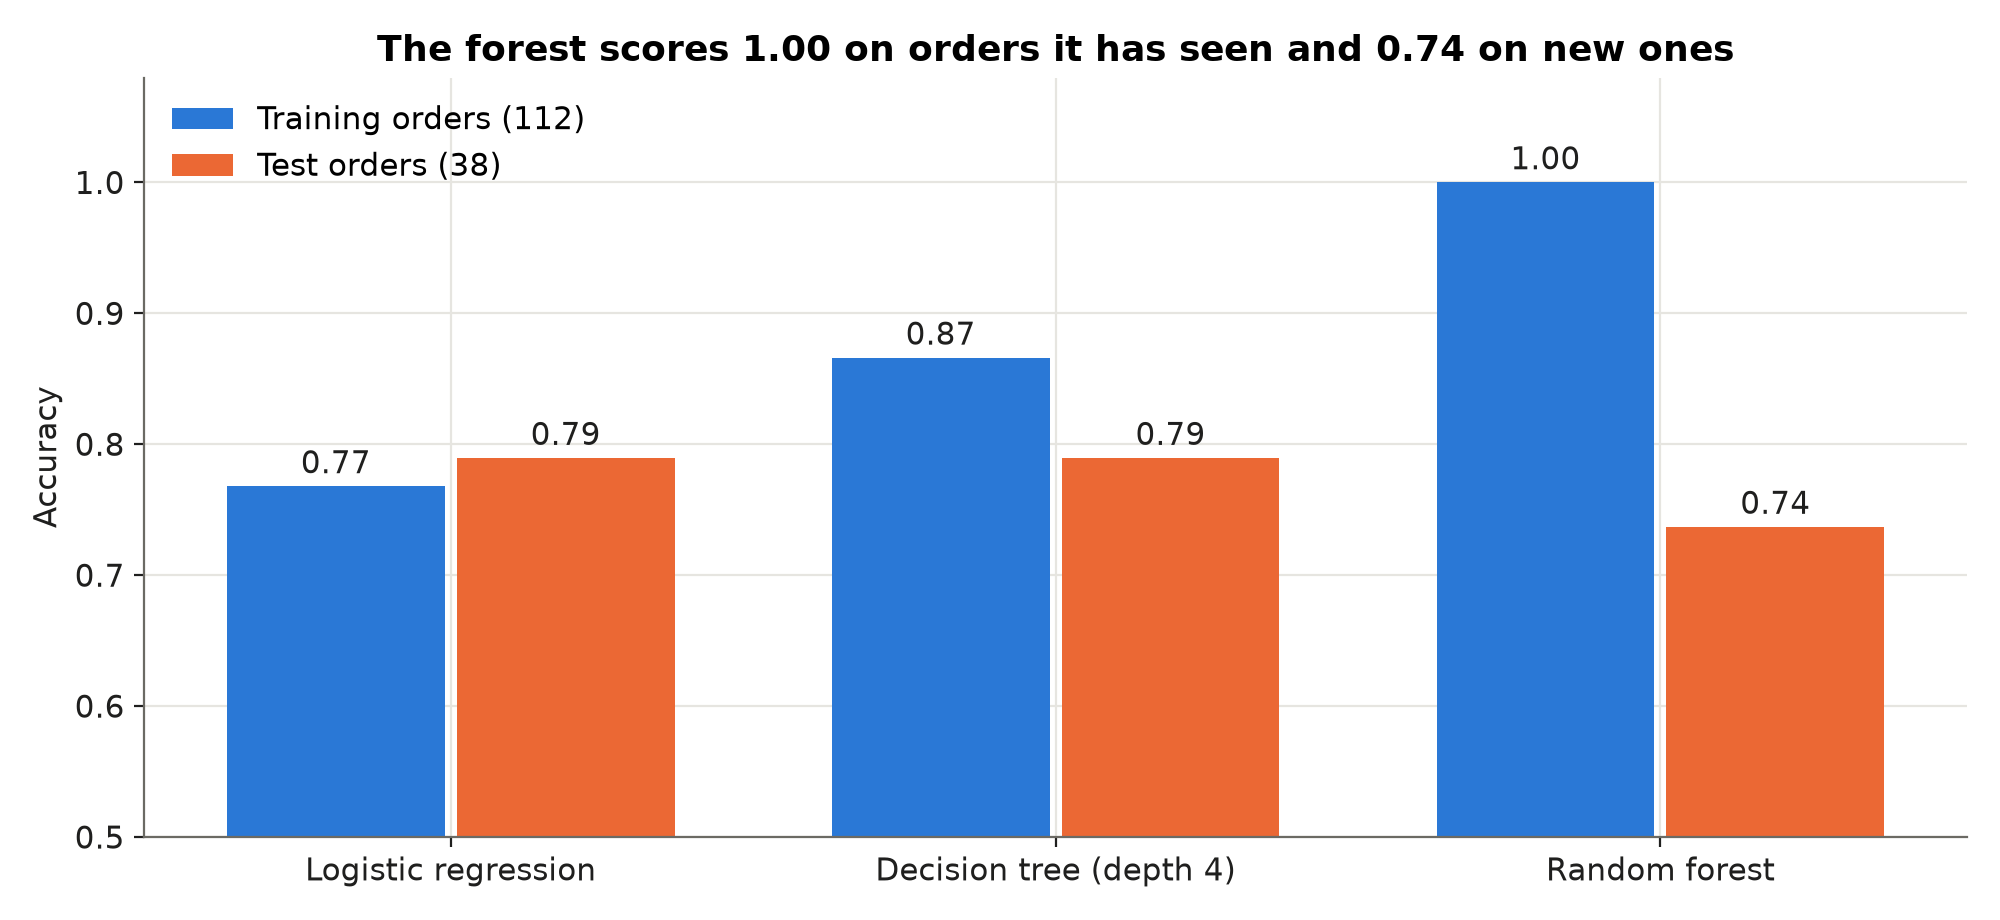 The forest scores 1.00 on orders it has seen and 0.74 on new ones
Training orders (112)
Test orders (38)
Accuracy
1.0
0.9
0.8
0.7
0.6
0.5
0.77
0.79
0.87
0.79
1.00
0.74
Logistic regression
Decision tree (depth 4)
Random forest